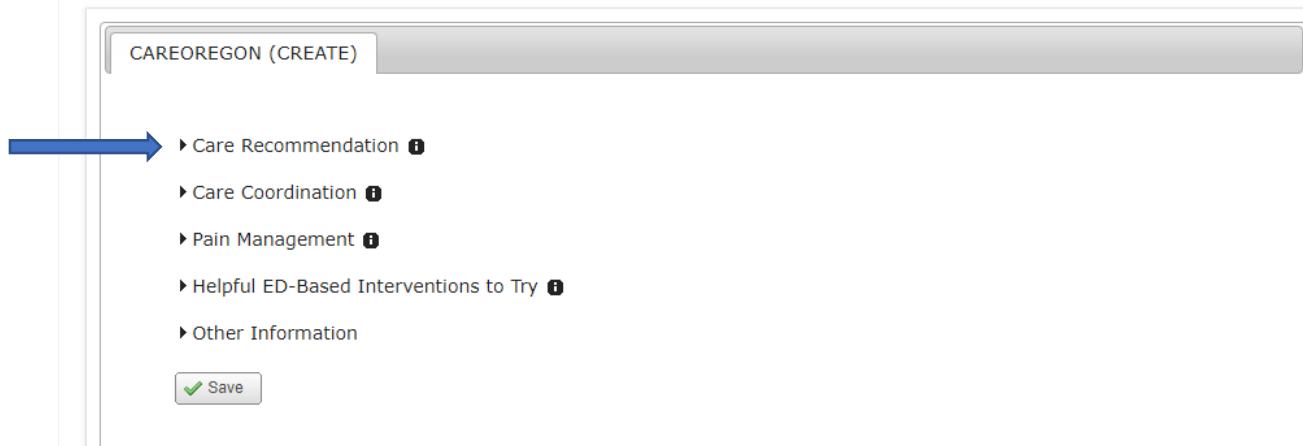 CAREOREGON (CREATE)
Care Recommendation i
Care Coordination i
Pain Management i
Helpful ED-Based Interventions to Try i
Other Information
Save